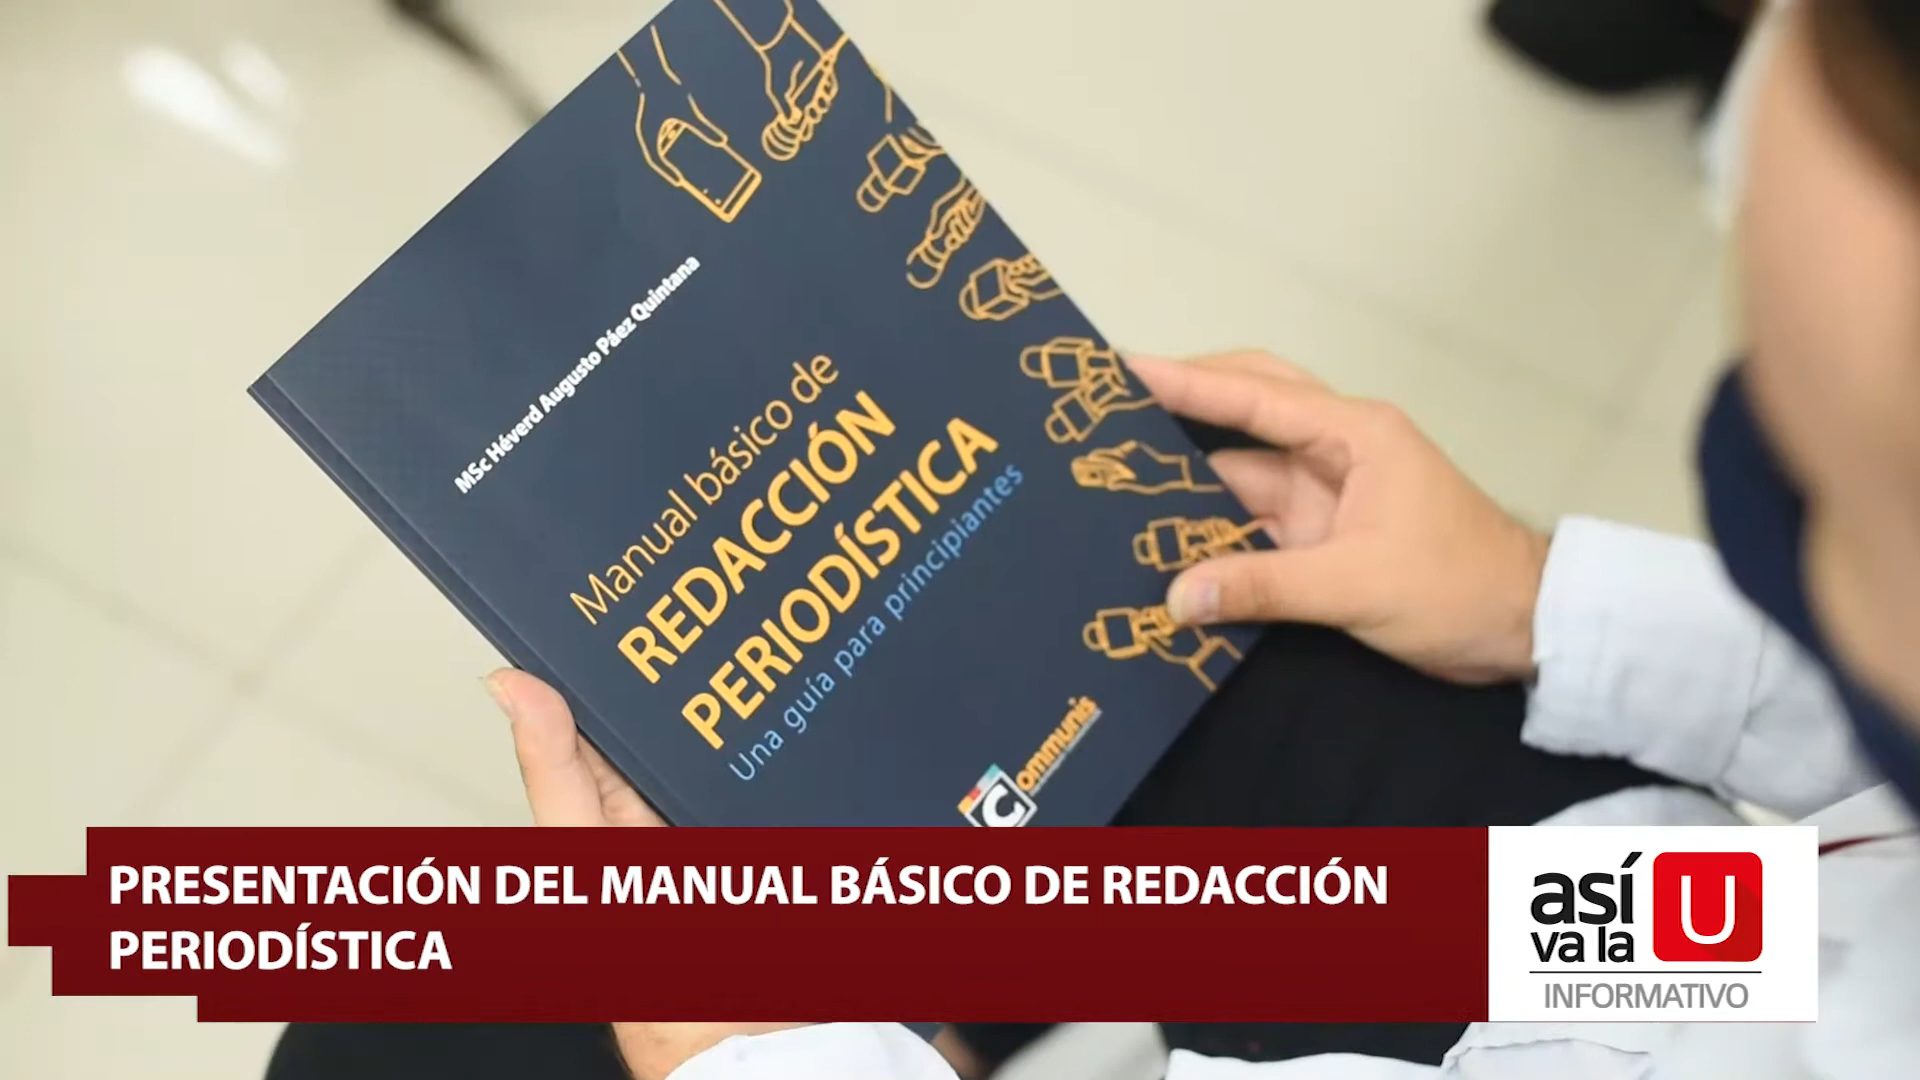 MSc Héverd Augusto Páez Quintana
Manual básico de
REDACCIÓN
PERIODÍSTICA
Una guía para principiantes
Communis
PRESENTACIÓN DEL MANUAL BÁSICO DE REDACCIÓN
PERIODÍSTICA
así
va la
U
INFORMATIVO